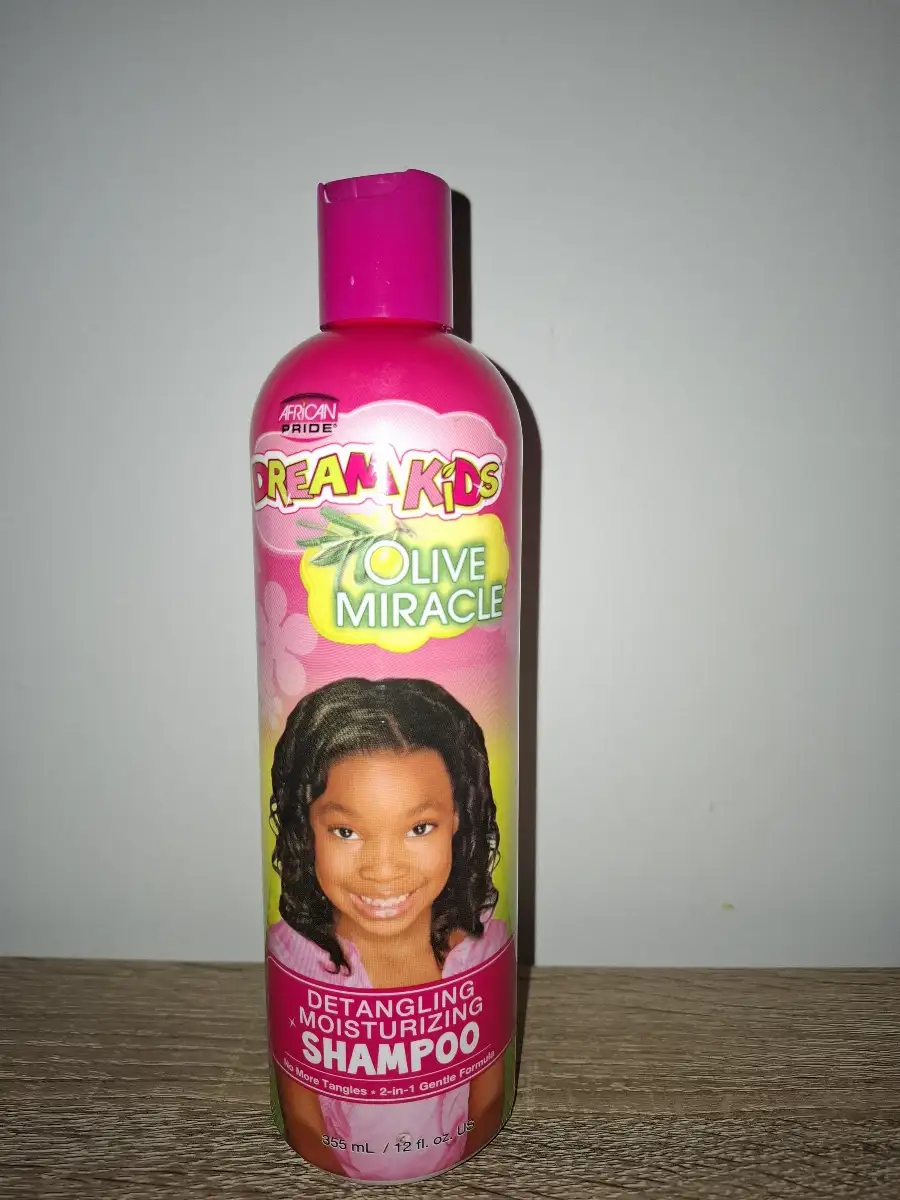 AFRICAN
PRIDE®
DREAM KiDS
OLIVE
MIRACLE
DETANGLING
MOISTURIZING
SHAMPOO
No More Tangles • 2-in-1 Gentle Formula
355 mL / 12 fl. oz. US